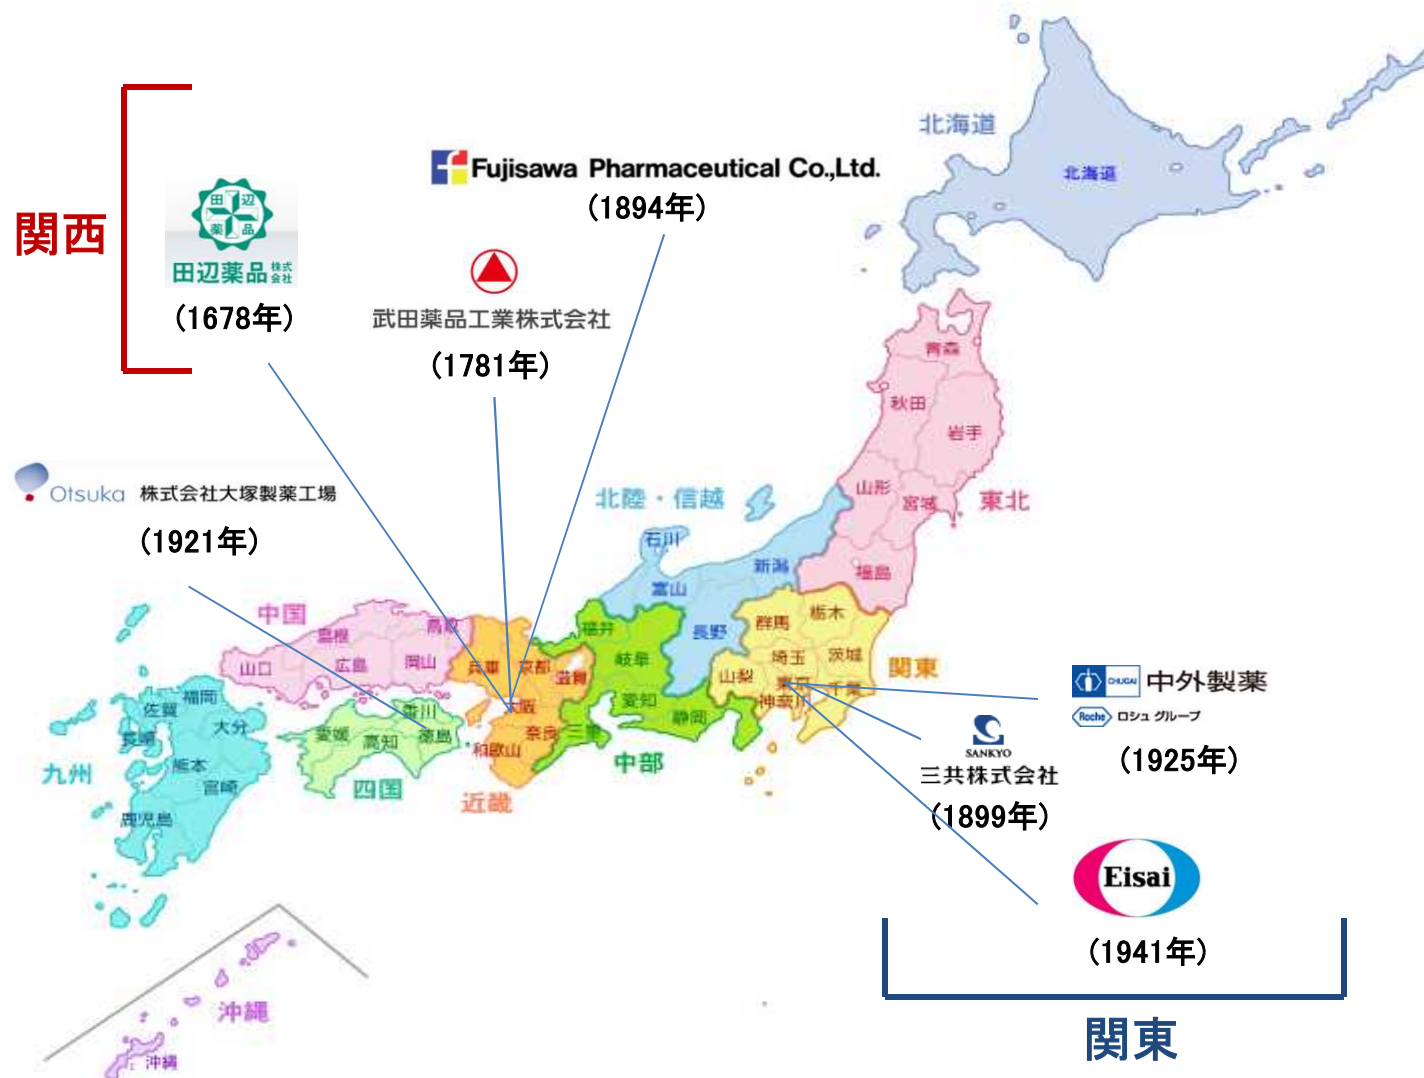 関西
田辺
薬品
田辺薬品 株式会社
(1678年)
Fujisawa Pharmaceutical Co.,Ltd.
(1894年)
武田薬品工業株式会社
(1781年)
Otsuka 株式会社大塚製薬工場
(1921年)
北海道
北海道
青森
秋田
岩手
山形
宮城
東北
福島
北陸・信越
石川
新潟
富山
長野
福井
岐阜
愛知
静岡
三重
中部
群馬
栃木
埼玉
茨城
山梨
東京
千葉
神奈川
関東
中国
鳥取
島根
山口
広島
岡山
兵庫
京都
滋賀
大阪
奈良
和歌山
近畿
香川
愛媛
高知
徳島
四国
福岡
佐賀
大分
長崎
熊本
宮崎
鹿児島
九州
沖縄
沖縄
CHUGAI 中外製薬
Roche ロシュ グループ
(1925年)
SANKYO
三共株式会社
(1899年)
Eisai
(1941年)
関東